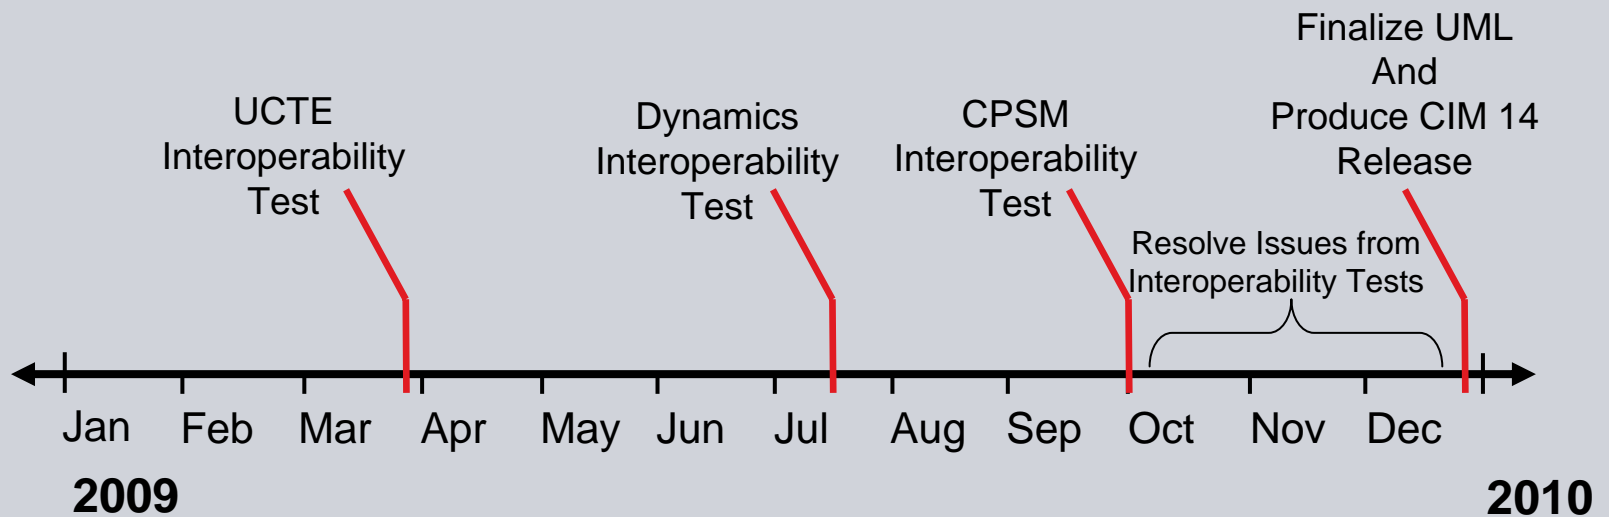 UCTE
Interoperability
Test
Dynamics
Interoperability
Test
CPSM
Interoperability
Test
Finalize UML
And
Produce CIM 14
Release
Resolve Issues from
Interoperability Tests
Jan
Feb
Mar
Apr
May
Jun
Jul
Aug
Sep
Oct
Nov
Dec
2009
2010